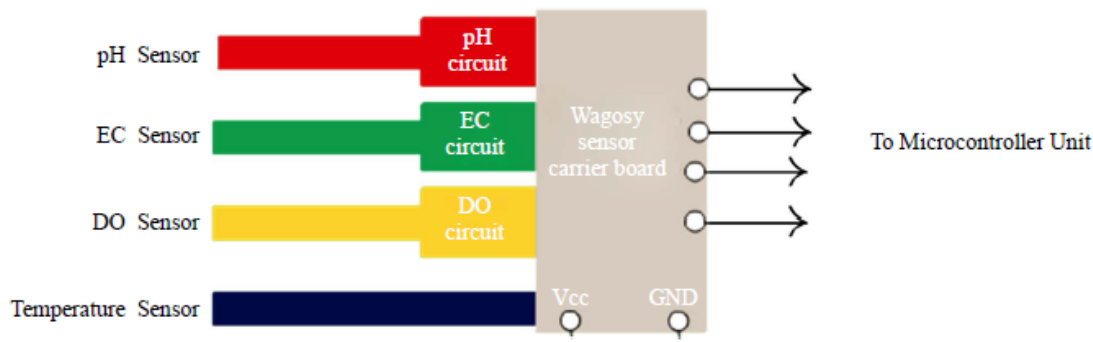 pH Sensor
pH
circuit
EC Sensor
EC
circuit
DO Sensor
DO
circuit
Temperature Sensor
Wagosy
sensor
carrier board
Vcc
GND
To Microcontroller Unit